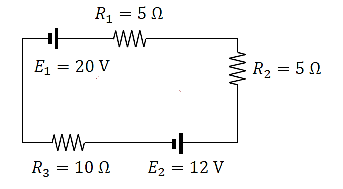 R₁ = 5 Ω
E₁ = 20 V
R₂ = 5 Ω
R₃ = 10 Ω
E₂ = 12 V